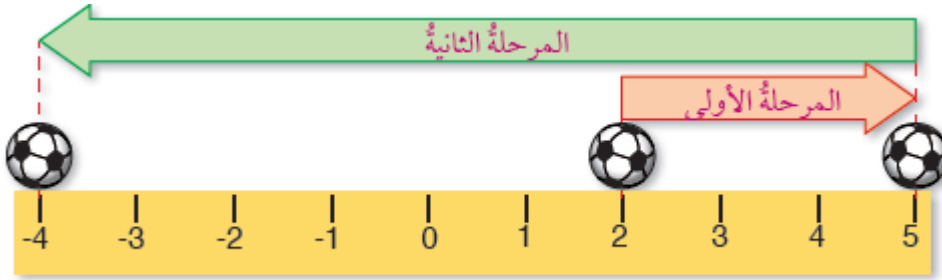 المرحلةُ الثانيةُ
المرحلةُ الأولى
-4 -3 -2 -1 0 1 2 3 4 5